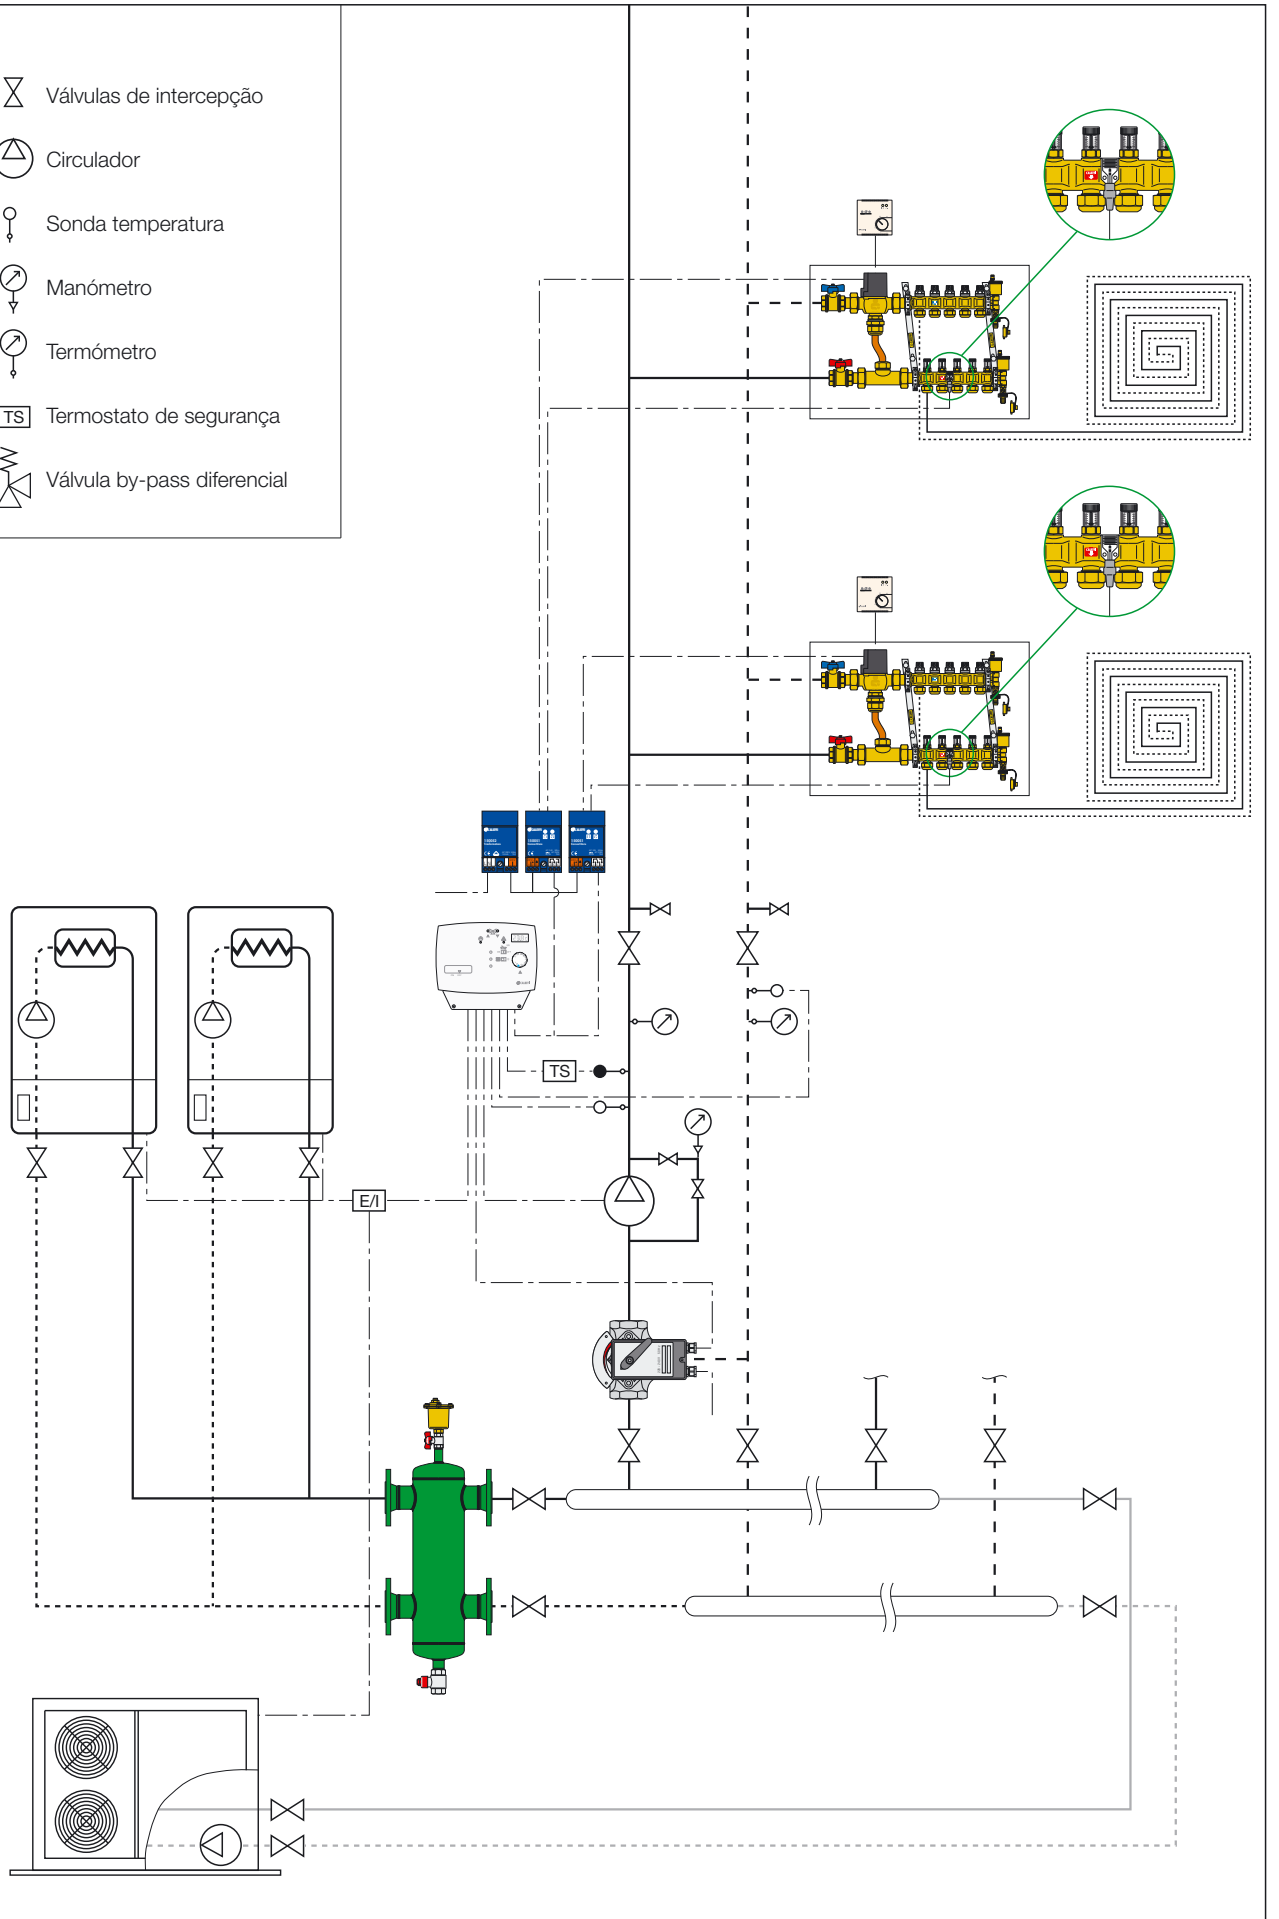 Válvulas de intercepção
Circulador
Sonda temperatura
Manómetro
Termómetro
TS Termostato de segurança
Válvula by-pass diferencial
TS
E/I